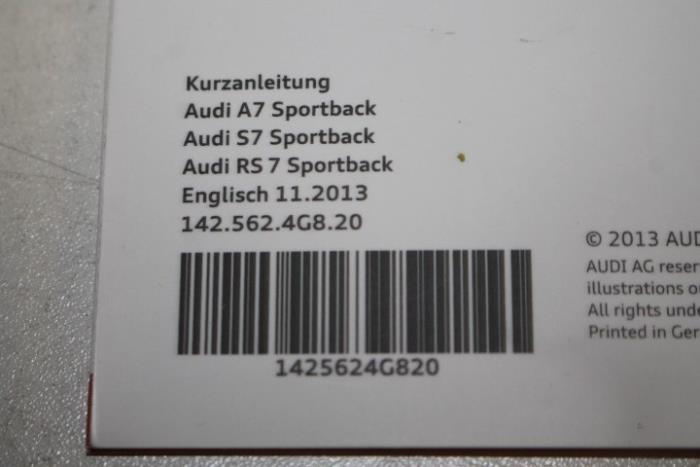 Kurzanleitung
Audi A7 Sportback
Audi S7 Sportback
Audi RS 7 Sportback
Englisch 11.2013
142.562.4G8.20
1425624G820
© 2013 AUD
AUDI AG reser
illustrations o
All rights unde
Printed in Ger